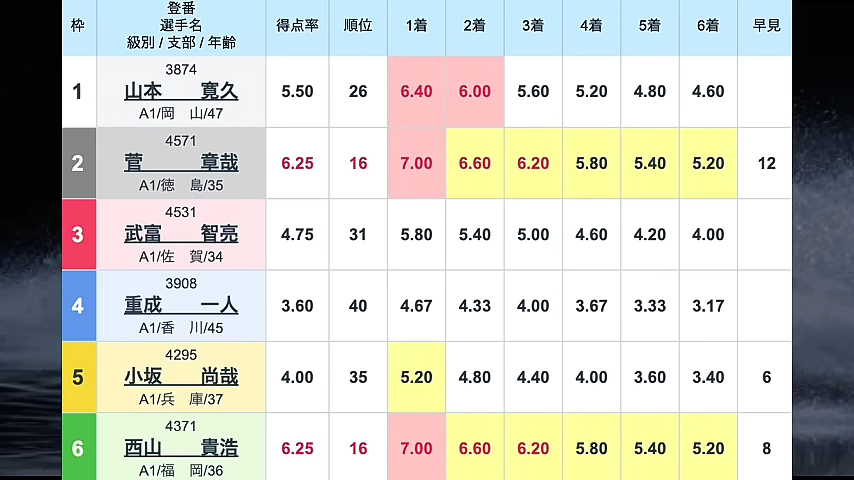 枠 登番 選手名 級別 / 支部 / 年齢 得点率 順位 1着 2着 3着 4着 5着 6着 早見
3874
1 山本 寛久 5.50 26 6.40 6.00 5.60 5.20 4.80 4.60
A1/岡 山/47
4571
2 菅 章哉 6.25 16 7.00 6.60 6.20 5.80 5.40 5.20 12
A1/徳 島/35
4531
3 武富 智亮 4.75 31 5.80 5.40 5.00 4.60 4.20 4.00
A1/佐 賀/34
3908
4 重成 一人 3.60 40 4.67 4.33 4.00 3.67 3.33 3.17
A1/香 川/45
4295
5 小坂 尚哉 4.00 35 5.20 4.80 4.40 4.00 3.60 3.40 6
A1/兵 庫/37
4371
6 西山 貴浩 6.25 16 7.00 6.60 6.20 5.80 5.40 5.20 8
A1/福 岡/36